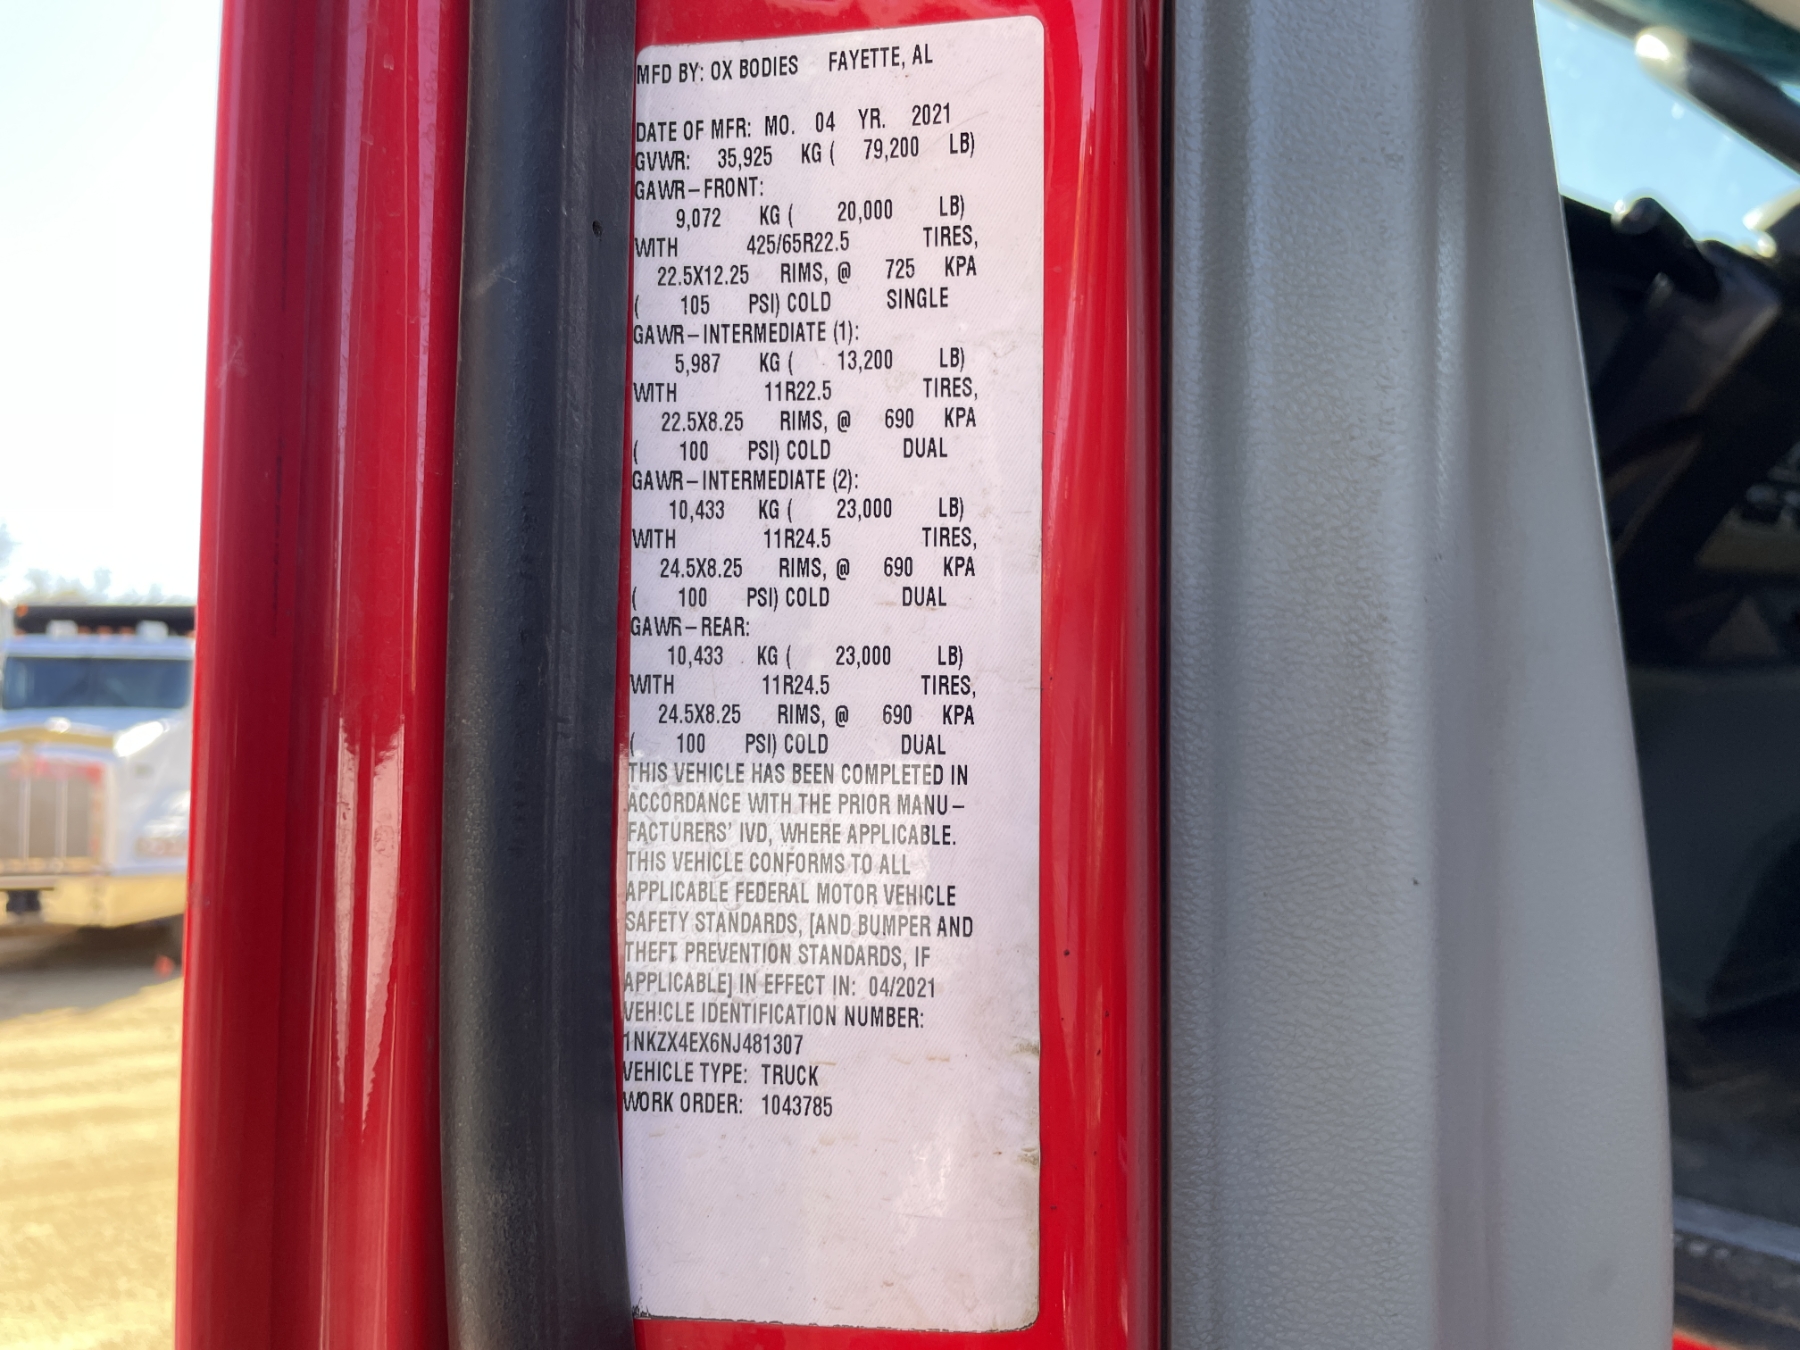 MFD BY: OX BODIES FAYETTE, AL
DATE OF MFR: MO. 04 YR. 2021
GVWR: 35,925 KG ( 79,200 LB)
GAWR-FRONT:
9,072 KG ( 20,000 LB)
WITH 425/65R22.5 TIRES,
22.5X12.25 RIMS, @ 725 KPA
( 105 PSI) COLD SINGLE
GAWR-INTERMEDIATE (1):
5,987 KG ( 13,200 LB)
WITH 11R22.5 TIRES,
22.5X8.25 RIMS, @ 690 KPA
( 100 PSI) COLD DUAL
GAWR-INTERMEDIATE (2):
10,433 KG ( 23,000 LB)
WITH 11R24.5 TIRES,
24.5X8.25 RIMS, @ 690 KPA
( 100 PSI) COLD DUAL
GAWR-REAR:
10,433 KG ( 23,000 LB)
WITH 11R24.5 TIRES,
24.5X8.25 RIMS, @ 690 KPA
( 100 PSI) COLD DUAL
THIS VEHICLE HAS BEEN COMPLETED IN
ACCORDANCE WITH THE PRIOR MANU-
FACTURERS' IVD, WHERE APPLICABLE.
THIS VEHICLE CONFORMS TO ALL
APPLICABLE FEDERAL MOTOR VEHICLE
SAFETY STANDARDS, [AND BUMPER AND
THEFT PREVENTION STANDARDS, IF
APPLICABLE] IN EFFECT IN: 04/2021
VEHICLE IDENTIFICATION NUMBER:
1NKZX4EX6NJ481307
VEHICLE TYPE: TRUCK
WORK ORDER: 1043785